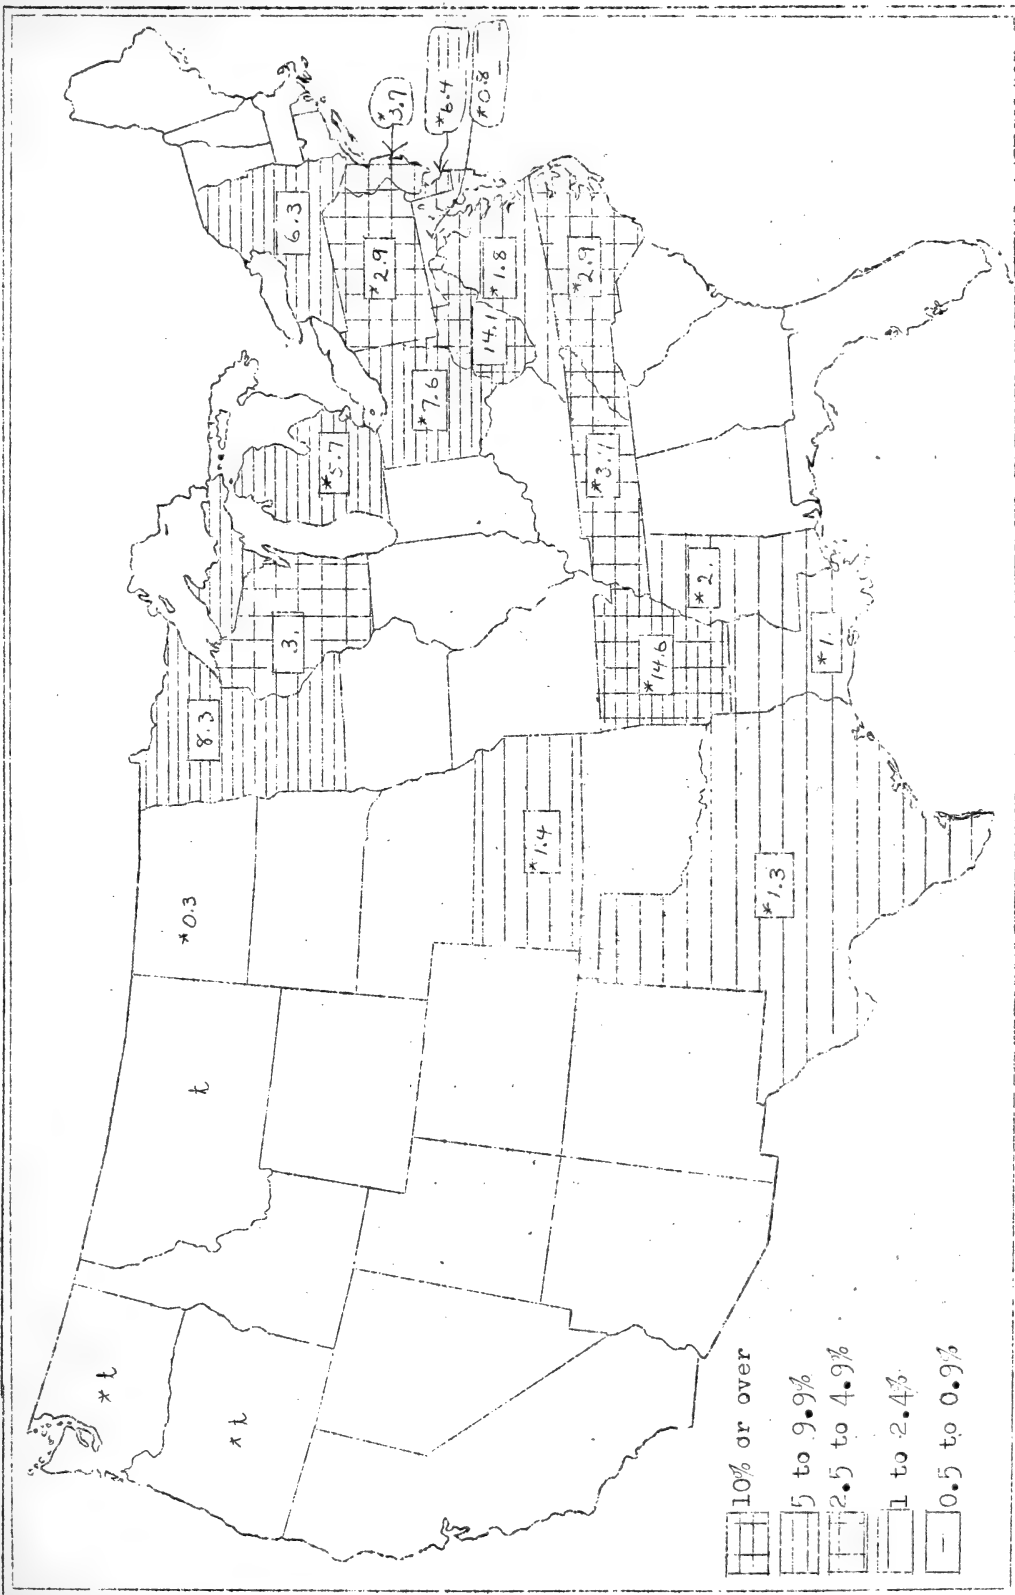 *t
*t
t
*0.3
8.3
3.
*5.7
6.3
*2.9
*3.7
*6.4
*0.8
*7.6
14.1
*1.8
*2.9
*3.1
*14.6
*2.
*1.
*1.4
*1.3
10% or over
5 to 9.9%
2.5 to 4.9%
1 to 2.4%
0.5 to 0.9%